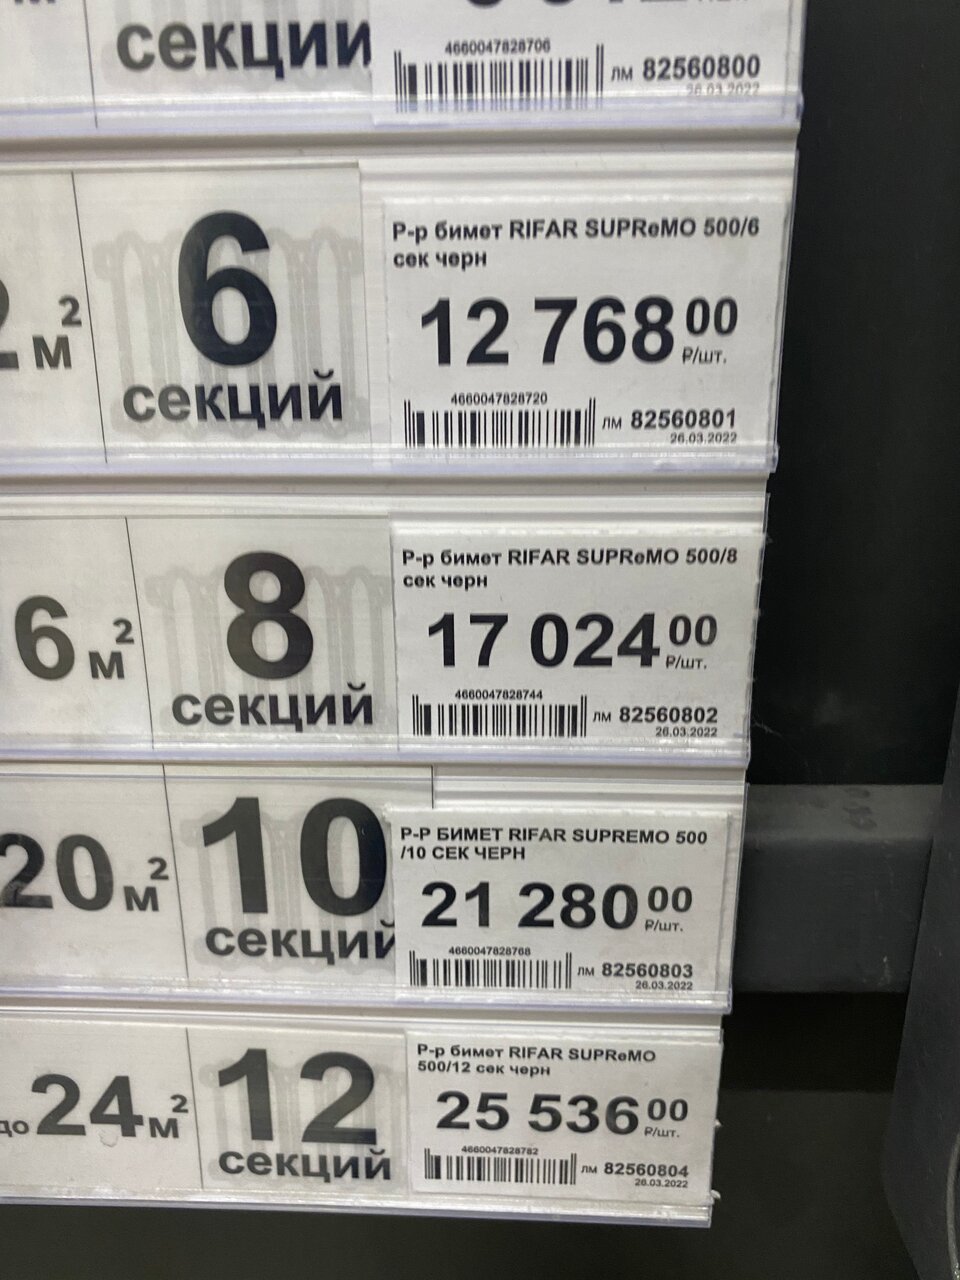 секции
4660047828706
ЛМ 82560800
26.03.2022
м²
6
секций
Р-р бимет RIFAR SUPReMO 500/6
сек черн
12 768 00
₽/шт.
4660047828720
ЛМ 82560801
26.03.2022
6 м²
8
секций
Р-р бимет RIFAR SUPReMO 500/8
сек черн
17 024 00
₽/шт.
4660047828744
ЛМ 82560802
26.03.2022
20 м²
10
секций
Р-Р БИМЕТ RIFAR SUPREMO 500
/10 СЕК ЧЕРН
21 280 00
₽/шт.
4660047828768
ЛМ 82560803
26.03.2022
до 24 м²
12
секций
Р-р бимет RIFAR SUPReMO
500/12 сек черн
25 536 00
₽/шт.
4660047828782
ЛМ 82560804
26.03.2022